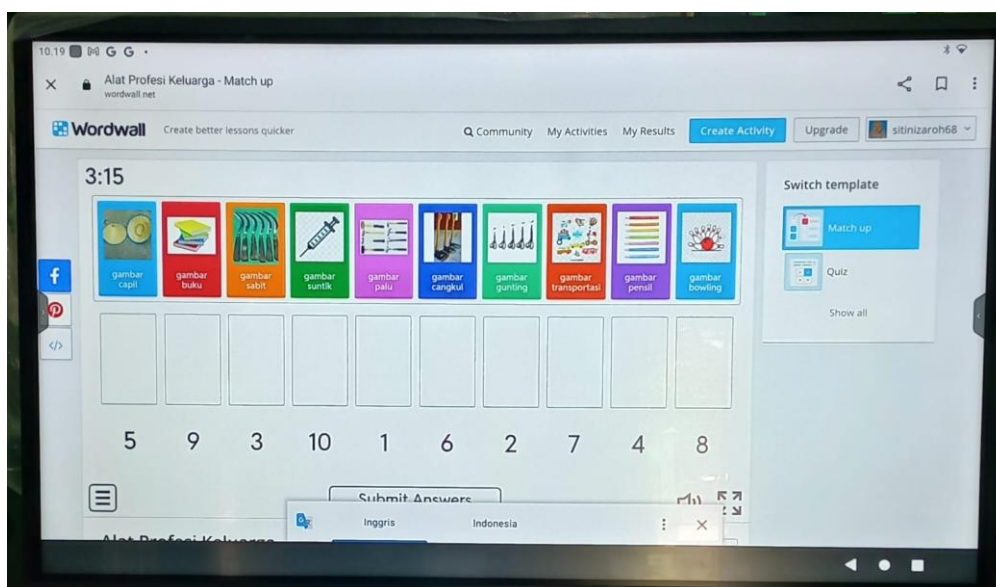 10.19 G G
Alat Profesi Keluarga - Match up
wordwall.net
Wordwall
Create better lessons quicker
Community
My Activities
My Results
Create Activity
Upgrade
sitinizaroh68
3:15
gambar
capil
gambar
buku
gambar
sabit
gambar
suntik
gambar
palu
gambar
cangkul
gambar
gunting
gambar
transportasi
gambar
pensil
gambar
bowling
5 9 3 10 1 6 2 7 4 8
Submit Answers
Inggris
Indonesia
Alat Profesi Keluarga
Switch template
Match up
Quiz
Show all
f
</>